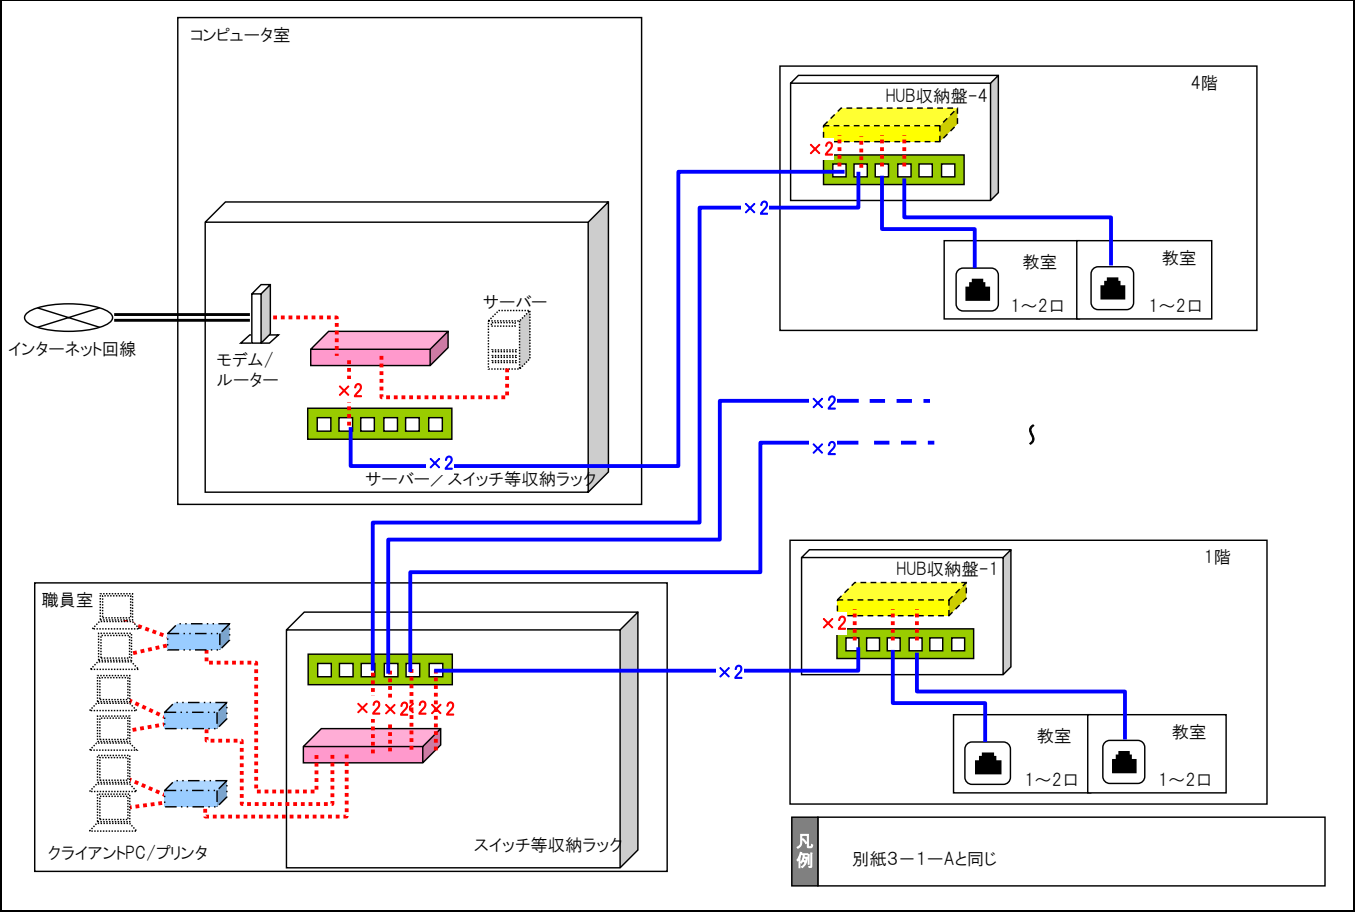 コンピュータ室
4階
HUB収納盤-4
×2
×2
教室
1～2口
教室
1～2口
サーバー
インターネット回線
モデム/
ルーター
×2
×2
サーバー／スイッチ等収納ラック
×2
×2
1階
HUB収納盤-1
×2
×2
教室
1～2口
教室
1～2口
職員室
×2
×2
×2
×2
クライアントPC/プリンタ
スイッチ等収納ラック
凡例
別紙3－1－Aと同じ